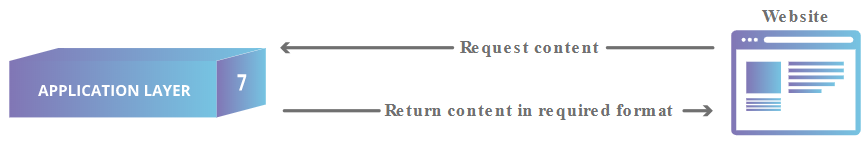 Website
Request content
APPLICATION LAYER 7
Return content in required format